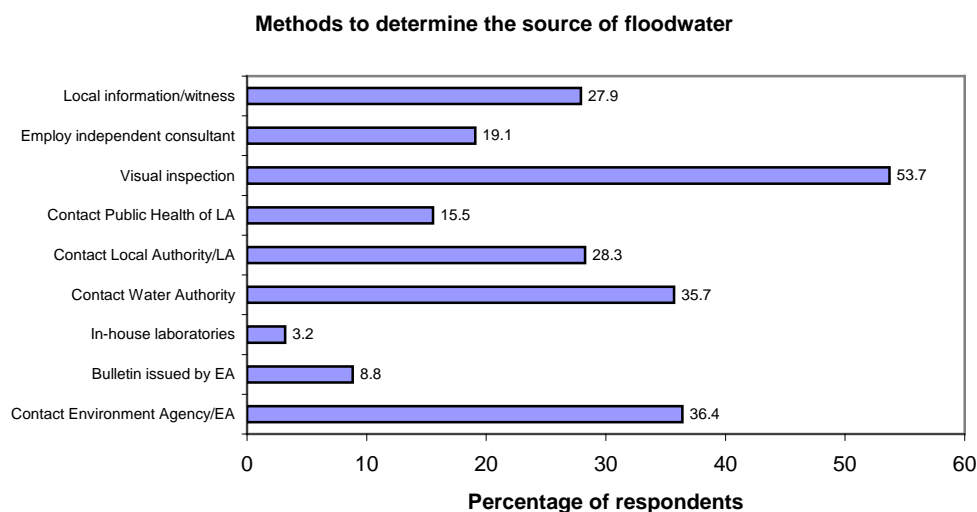 Methods to determine the source of floodwater
Local information/witness 27.9
Employ independent consultant 19.1
Visual inspection 53.7
Contact Public Health of LA 15.5
Contact Local Authority/LA 28.3
Contact Water Authority 35.7
In-house laboratories 3.2
Bulletin issued by EA 8.8
Contact Environment Agency/EA 36.4
0 10 20 30 40 50 60
Percentage of respondents